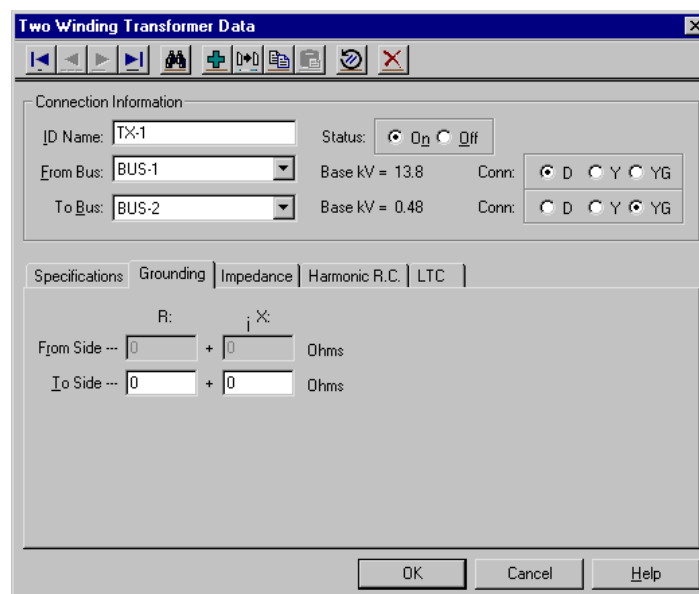 Two Winding Transformer Data
Connection Information
ID Name: TX-1 Status: On Off
From Bus: BUS-1 Base kV = 13.8 Conn: D Y YG
To Bus: BUS-2 Base kV = 0.48 Conn: D Y YG
Specifications Grounding Impedance Harmonic R.C. LTC
R: j X:
From Side --- 0 + 0 Ohms
To Side --- 0 + 0 Ohms
OK Cancel Help